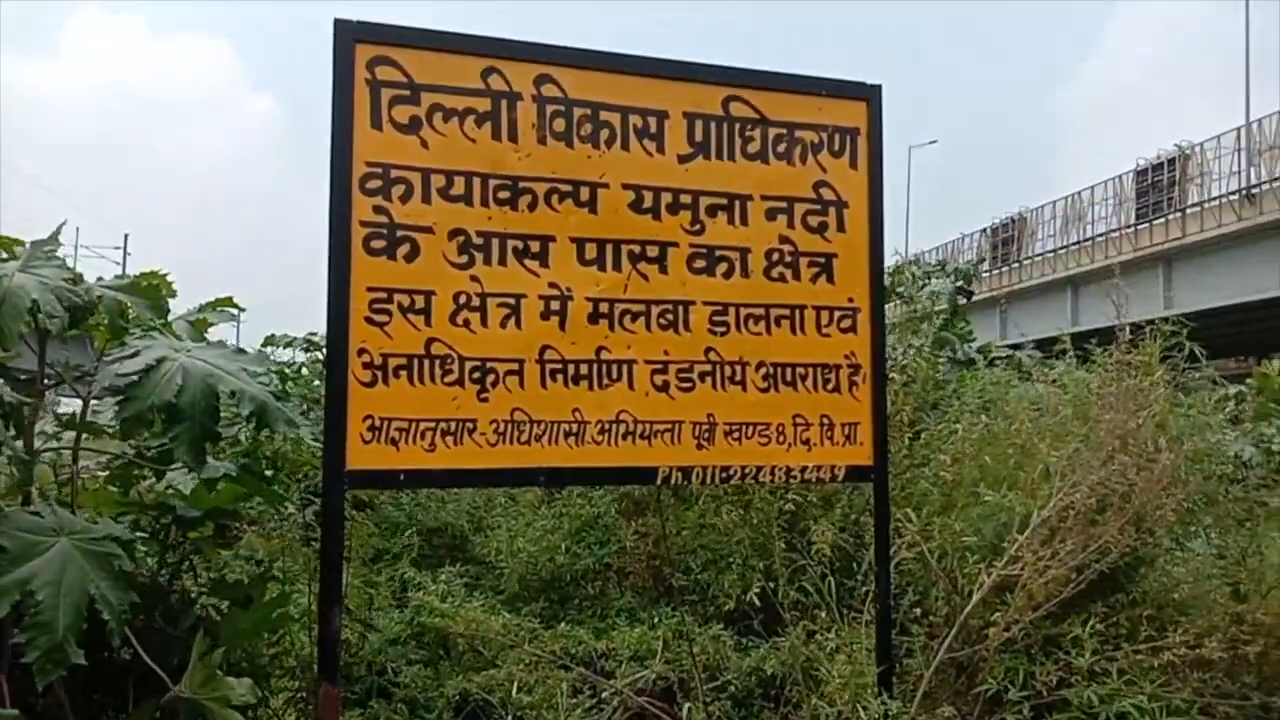 दिल्ली विकास प्राधिकरण
कायाकल्प यमुना नदी
के आस पास का क्षेत्र
इस क्षेत्र में मलबा डालना एवं
अनाधिकृत निर्माण दंडनीय अपराध है।
आज्ञानुसार-अधिशासी.अभियन्ता पूर्वी खण्ड-8,दि.वि.प्रा.
Ph.011-22483449